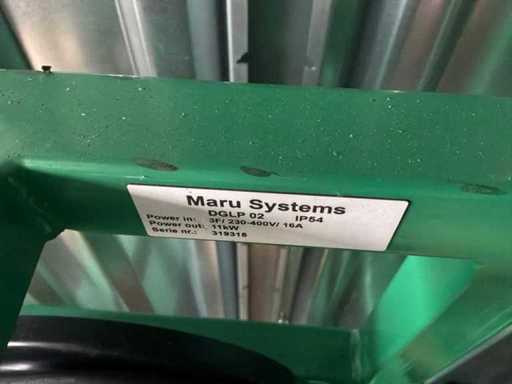 Maru Systems
DGLP 02 IP54
Power in: 3F/ 230-400V/ 16A
Power out: 11kW
Serie nr.: 319318